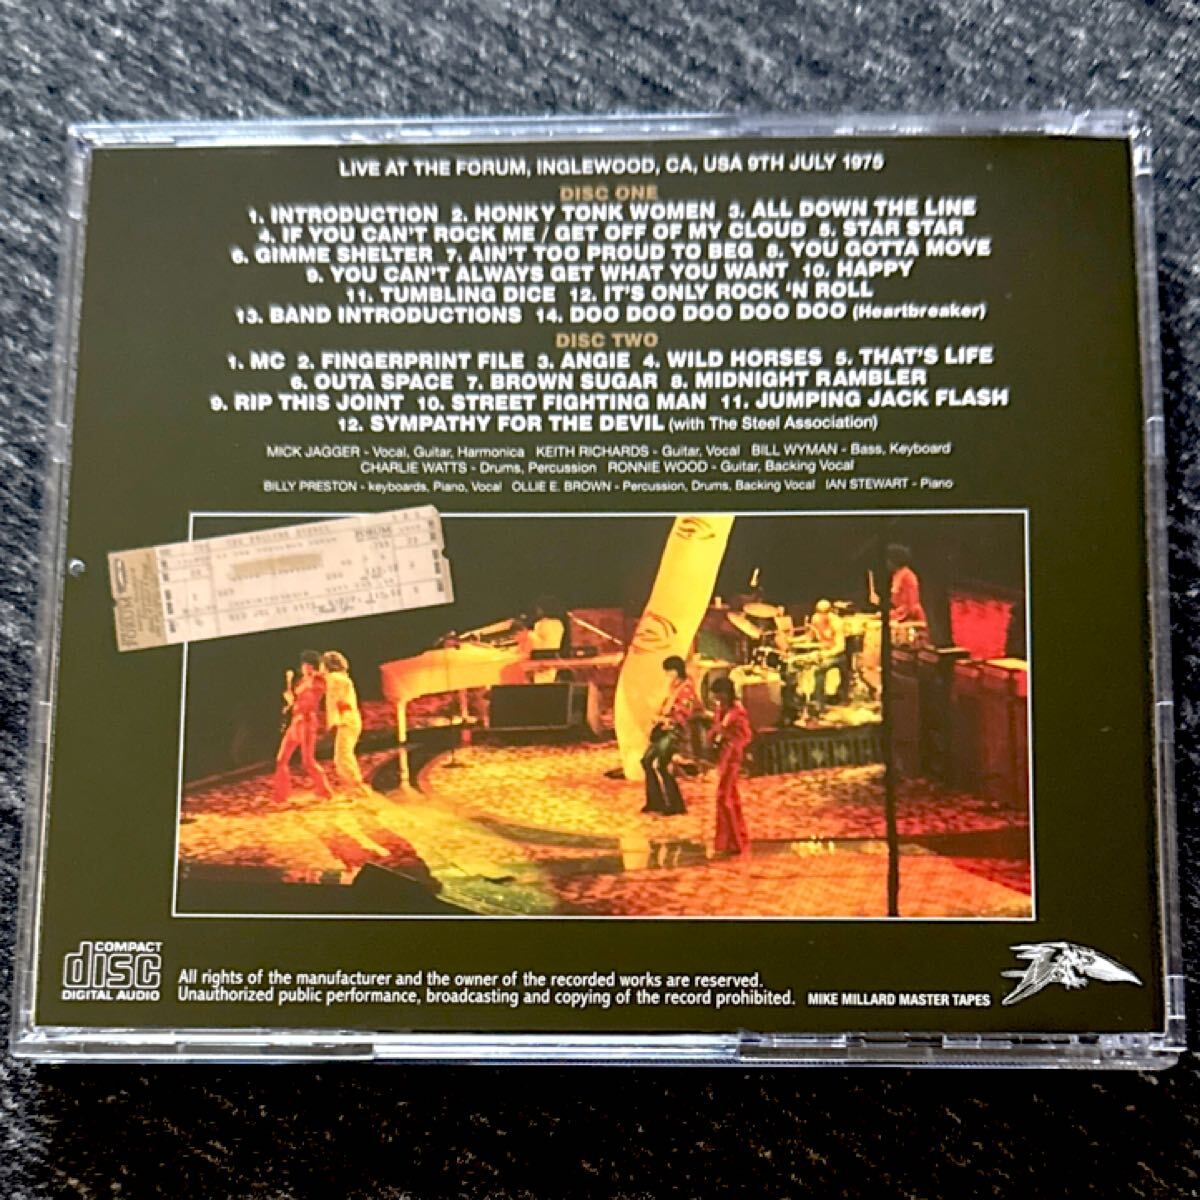 LIVE AT THE FORUM, INGLEWOOD, CA, USA 9TH JULY 1975
DISC ONE
1. INTRODUCTION 2. HONKY TONK WOMEN 3. ALL DOWN THE LINE
4. IF YOU CAN'T ROCK ME / GET OFF OF MY CLOUD 5. STAR STAR
6. GIMME SHELTER 7. AIN'T TOO PROUD TO BEG 8. YOU GOTTA MOVE
9. YOU CAN'T ALWAYS GET WHAT YOU WANT 10. HAPPY
11. TUMBLING DICE 12. IT'S ONLY ROCK 'N ROLL
13. BAND INTRODUCTIONS 14. DOO DOO DOO DOO DOO (Heartbreaker)
DISC TWO
1. MC 2. FINGERPRINT FILE 3. ANGIE 4. WILD HORSES 5. THAT'S LIFE
6. OUTA SPACE 7. BROWN SUGAR 8. MIDNIGHT RAMBLER
9. RIP THIS JOINT 10. STREET FIGHTING MAN 11. JUMPING JACK FLASH
12. SYMPATHY FOR THE DEVIL (with The Steel Association)
MICK JAGGER - Vocal, Guitar, Harmonica KEITH RICHARDS - Guitar, Vocal BILL WYMAN - Bass, Keyboard
CHARLIE WATTS - Drums, Percussion RONNIE WOOD - Guitar, Backing Vocal
BILLY PRESTON - keyboards, Piano, Vocal OLLIE E. BROWN - Percussion, Drums, Backing Vocal IAN STEWART - Piano
FORUM
COMPACT
disc
DIGITAL AUDIO
All rights of the manufacturer and the owner of the recorded works are reserved.
Unauthorized public performance, broadcasting and copying of the record prohibited. MIKE MILLARD MASTER TAPES